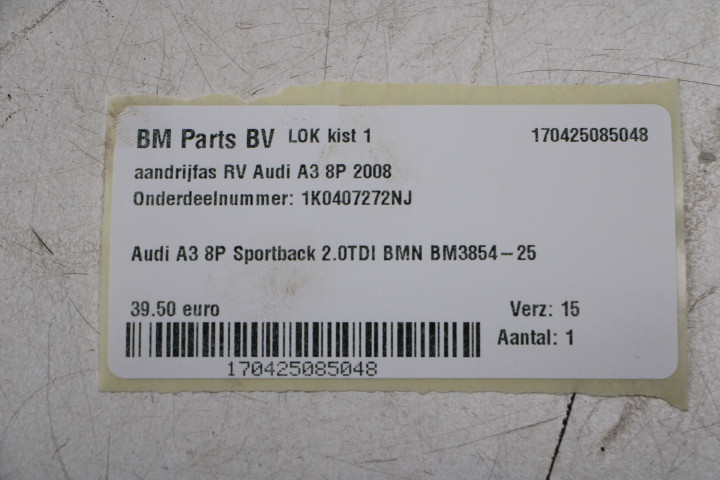 BM Parts BV LOK kist 1 170425085048
aandrijfas RV Audi A3 8P 2008
Onderdeelnummer: 1K0407272NJ
Audi A3 8P Sportback 2.0TDI BMN BM3854-25
39.50 euro Verz: 15
Aantal: 1
170425085048